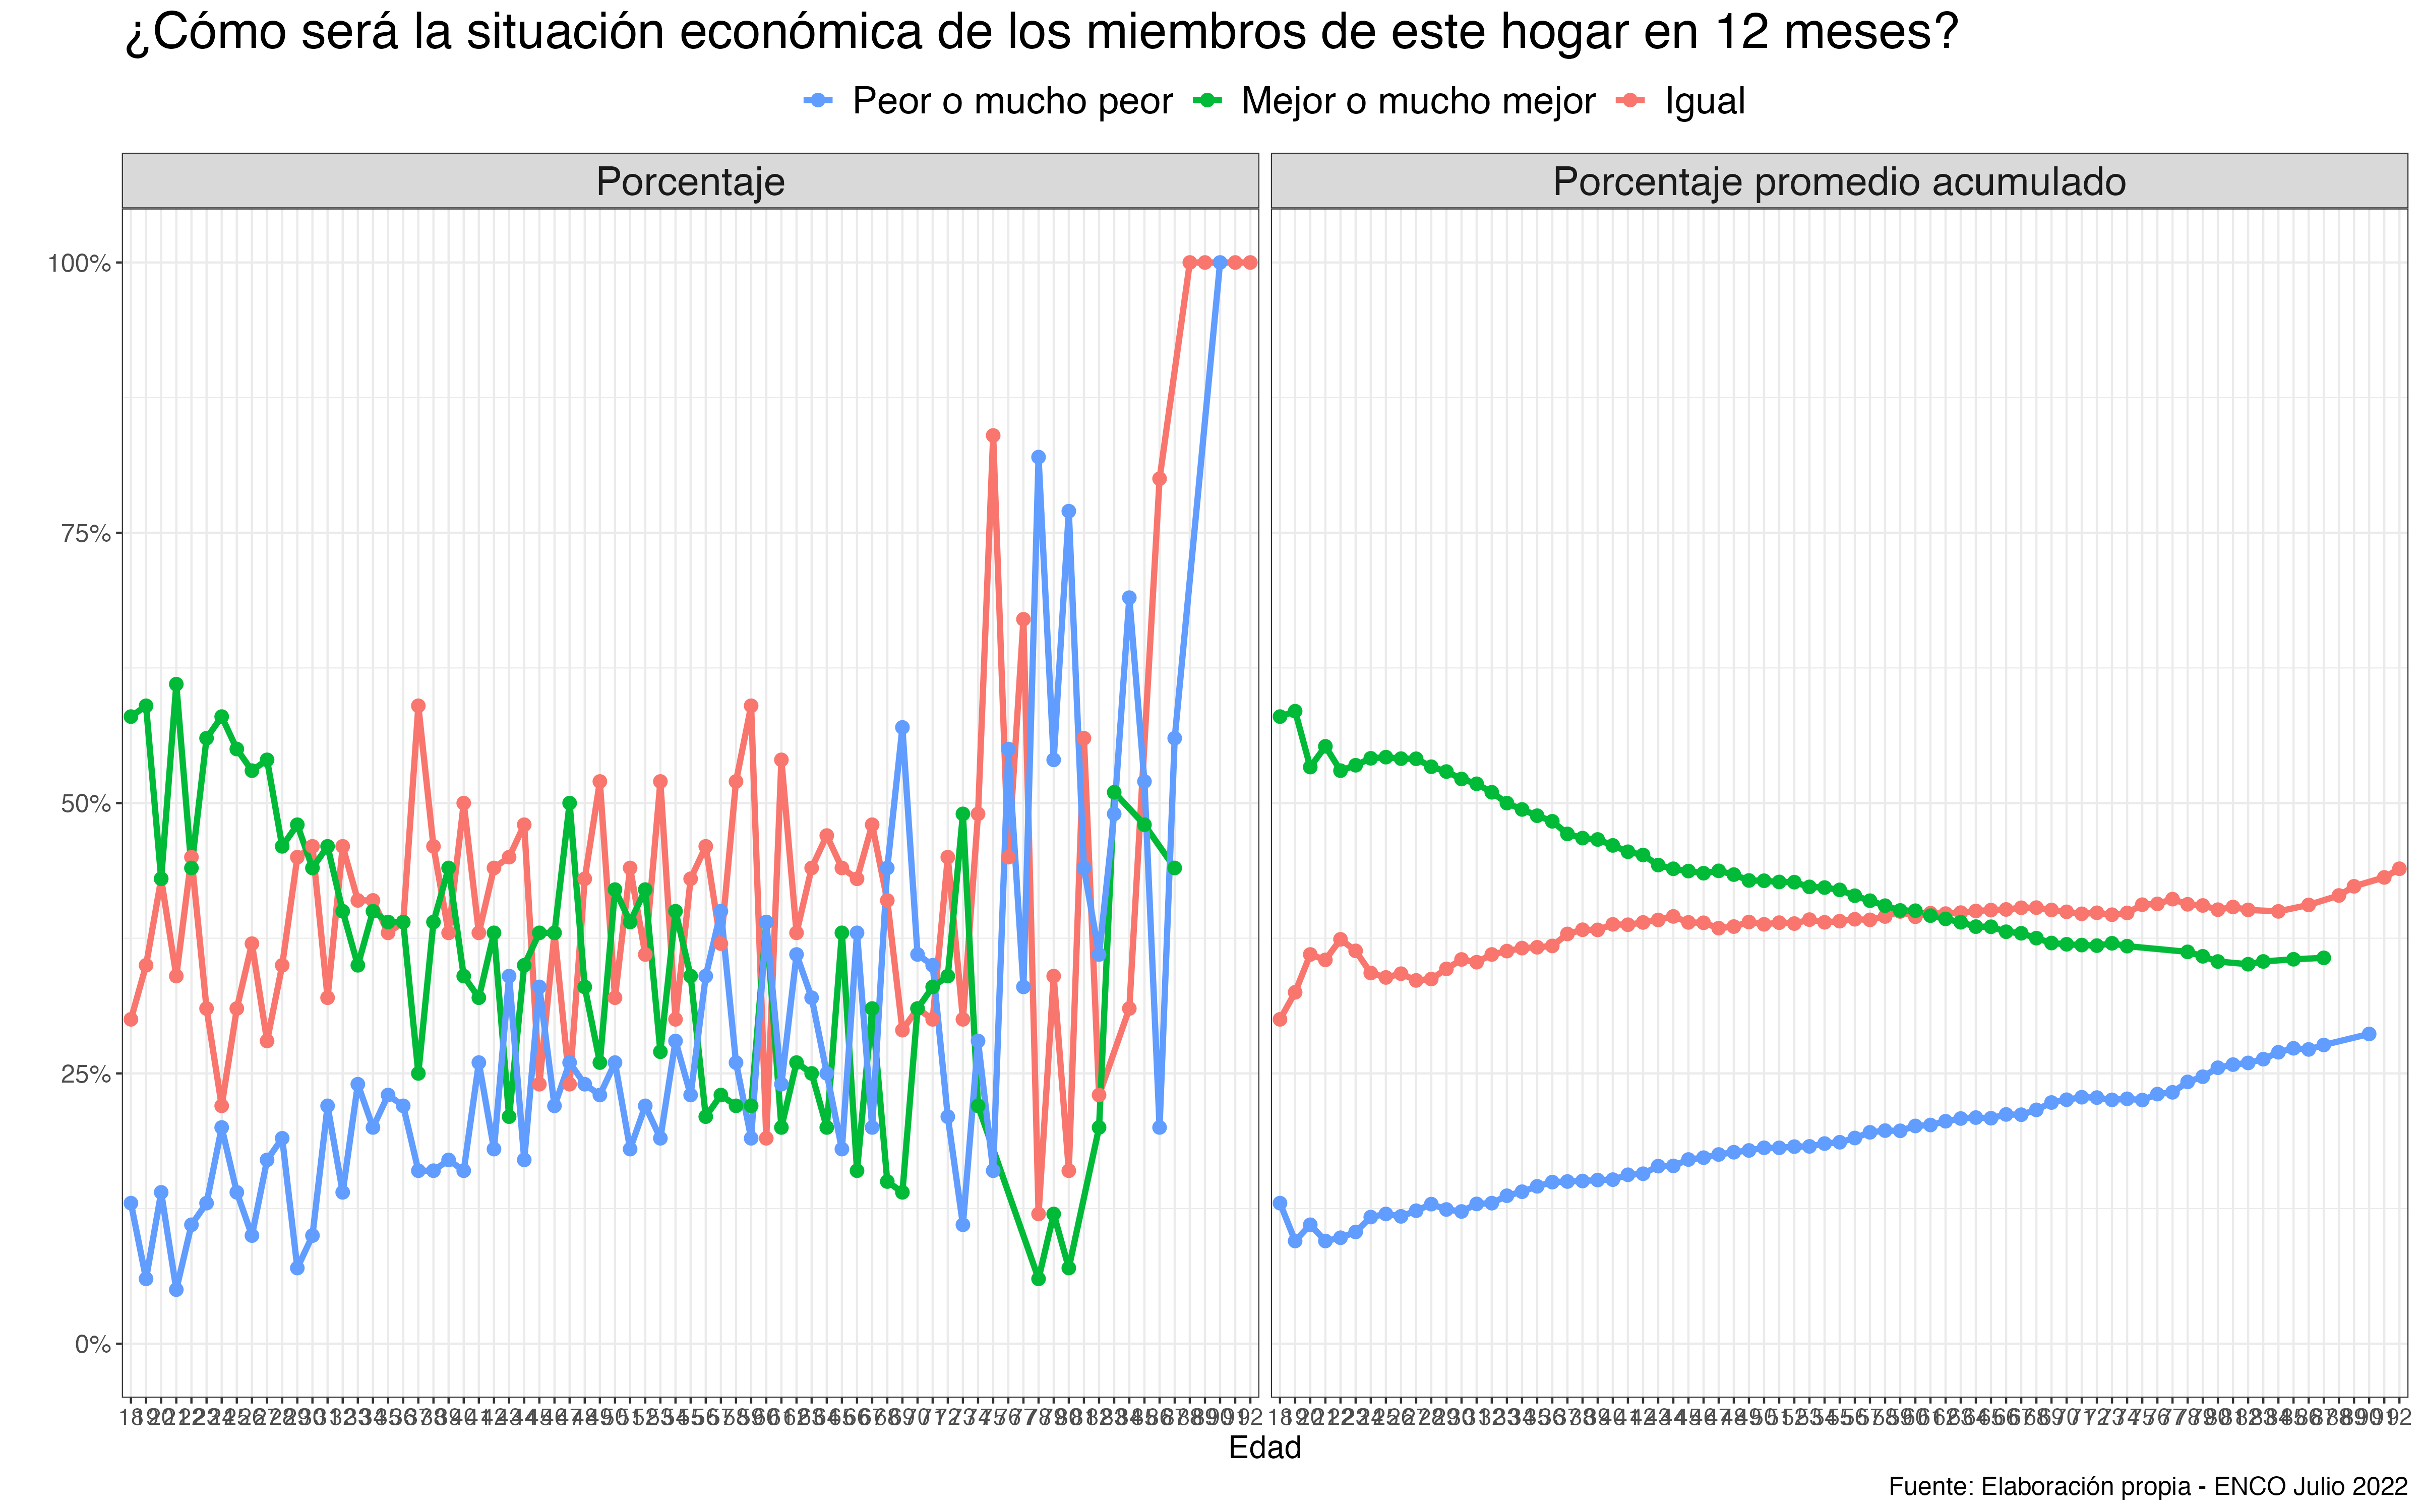 ¿Cómo será la situación económica de los miembros de este hogar en 12 meses?
Peor o mucho peor Mejor o mucho mejor Igual
Porcentaje Porcentaje promedio acumulado
100%
75%
50%
25%
0%
Edad
Fuente: Elaboración propia - ENCO Julio 2022